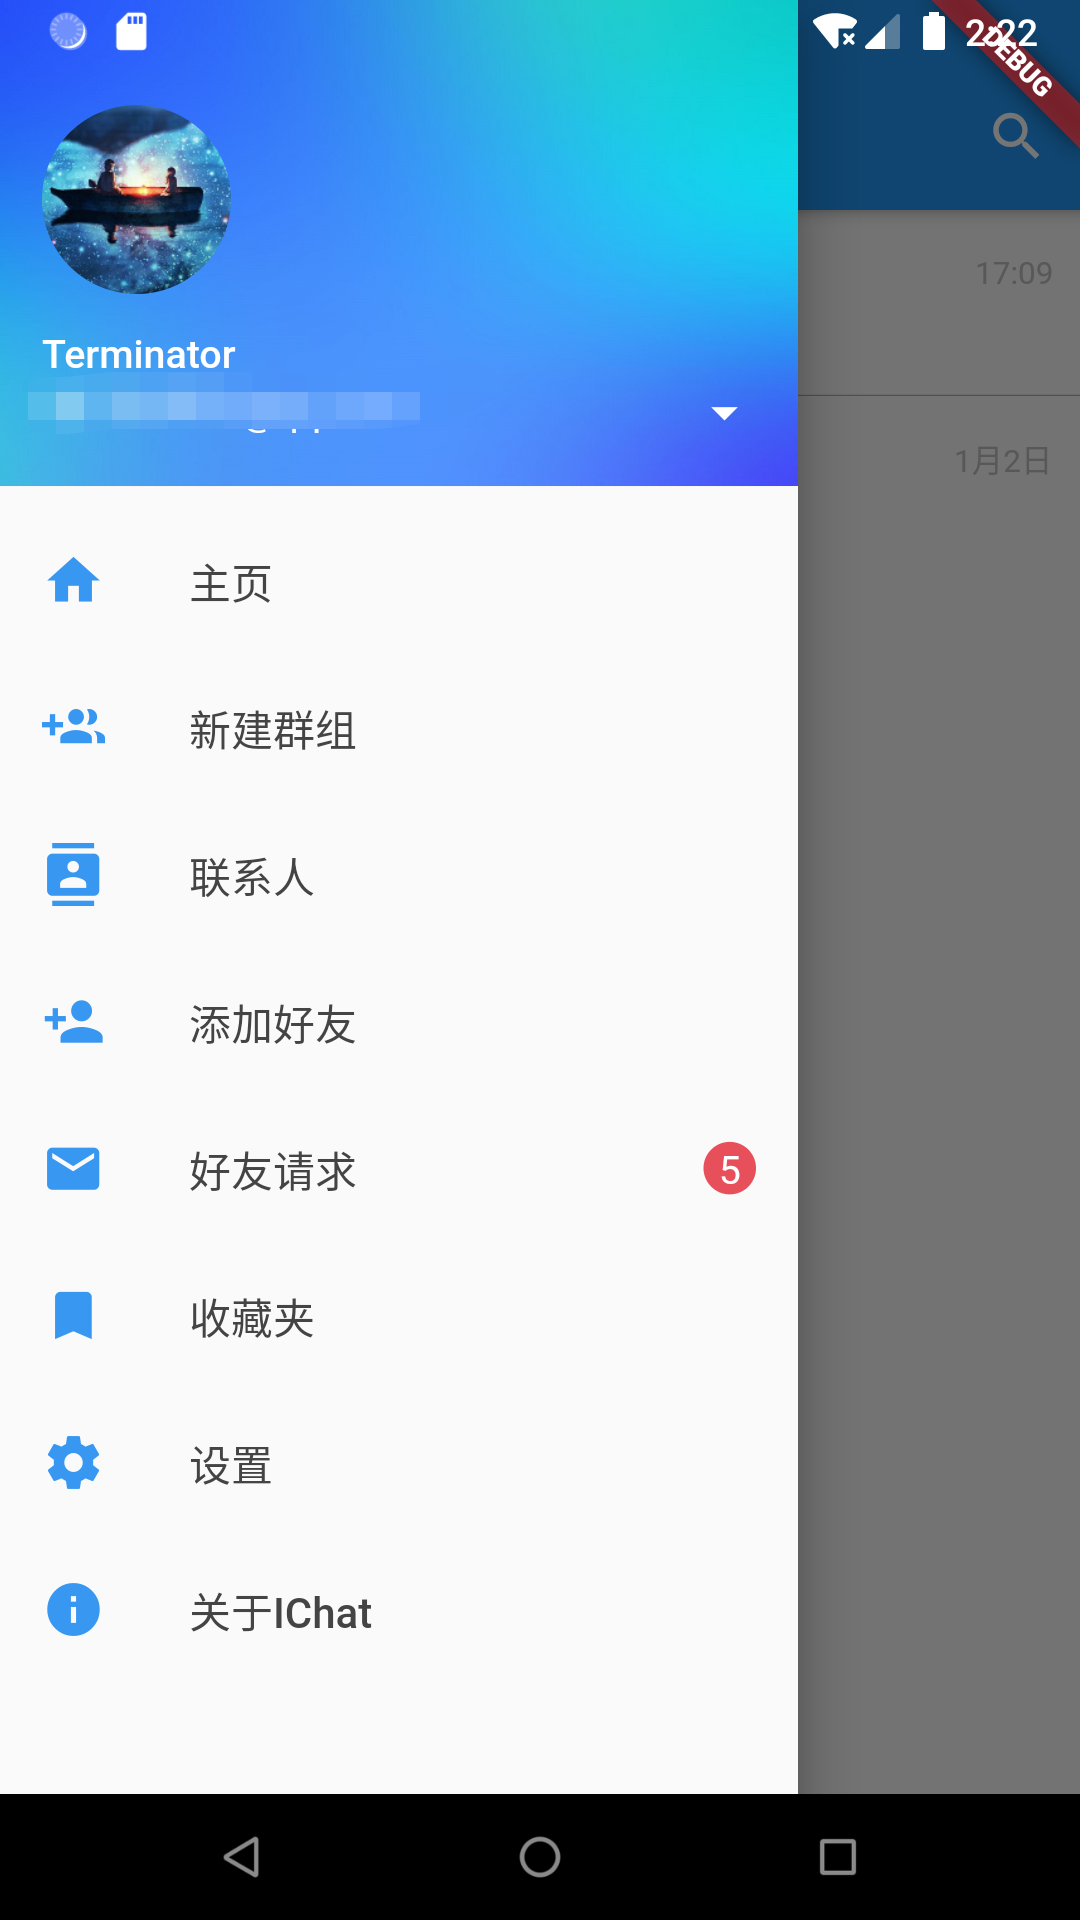 2:22
DEBUG
17:09
Terminator
1月2日
主页
新建群组
联系人
添加好友
好友请求
5
收藏夹
设置
关于IChat